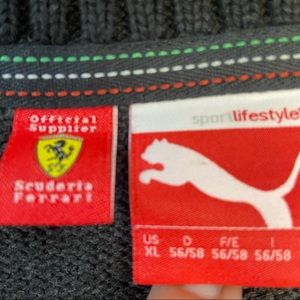 Official
Supplier
Scuderia
Ferrari
sportlifestyle
US D F/E I
XL 56/58 56/58 56/58